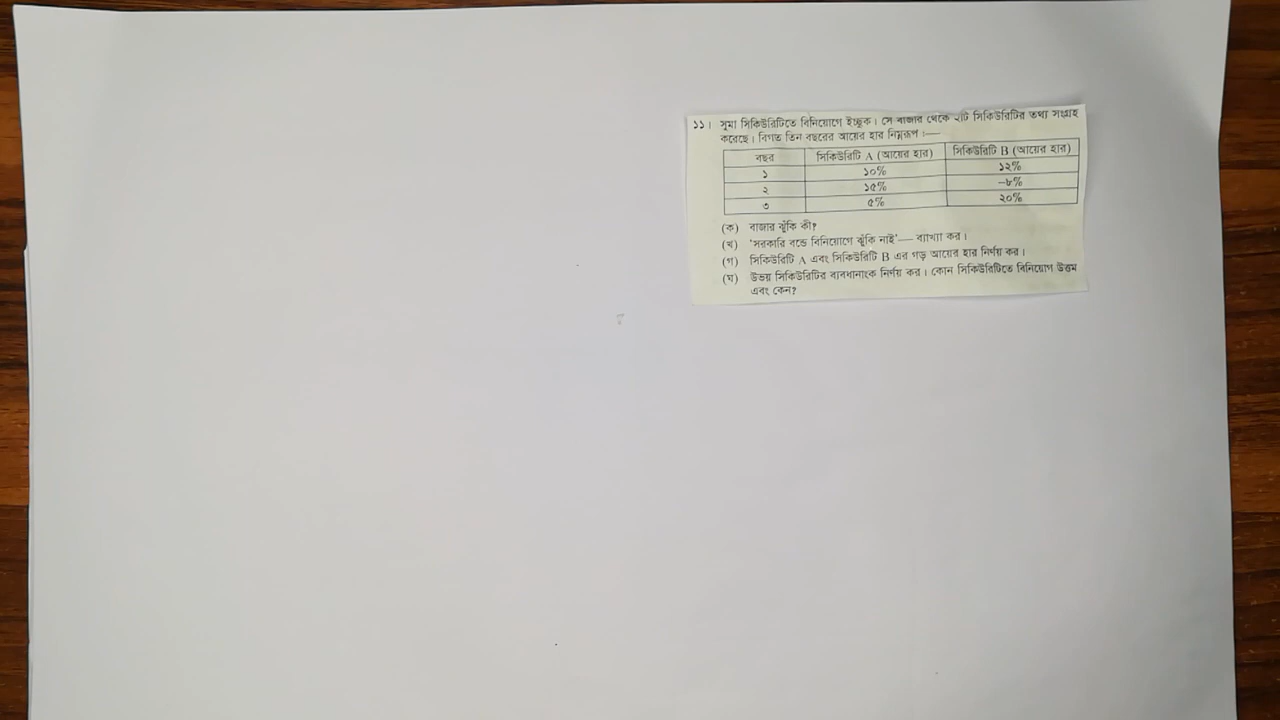 ১১। সুমা সিকিউরিটিতে বিনিয়োগে ইচ্ছুক। সে বাজার থেকে ২টি সিকিউরিটির তথ্য সংগ্রহ
করেছে। বিগত তিন বছরের আয়ের হার নিম্নরূপ :—
বছর সিকিউরিটি A (আয়ের হার) সিকিউরিটি B (আয়ের হার)
১ ১০% ১২%
২ ১৫% –৮%
৩ ৫% ২০%
(ক) বাজার ঝুঁকি কী?
(খ) ‘সরকারি বন্ডে বিনিয়োগে ঝুঁকি নাই’— ব্যাখ্যা কর।
(গ) সিকিউরিটি A এবং সিকিউরিটি B এর গড় আয়ের হার নির্ণয় কর।
(ঘ) উভয় সিকিউরিটির ব্যবধানাংক নির্ণয় কর। কোন সিকিউরিটিতে বিনিয়োগ উত্তম
এবং কেন?